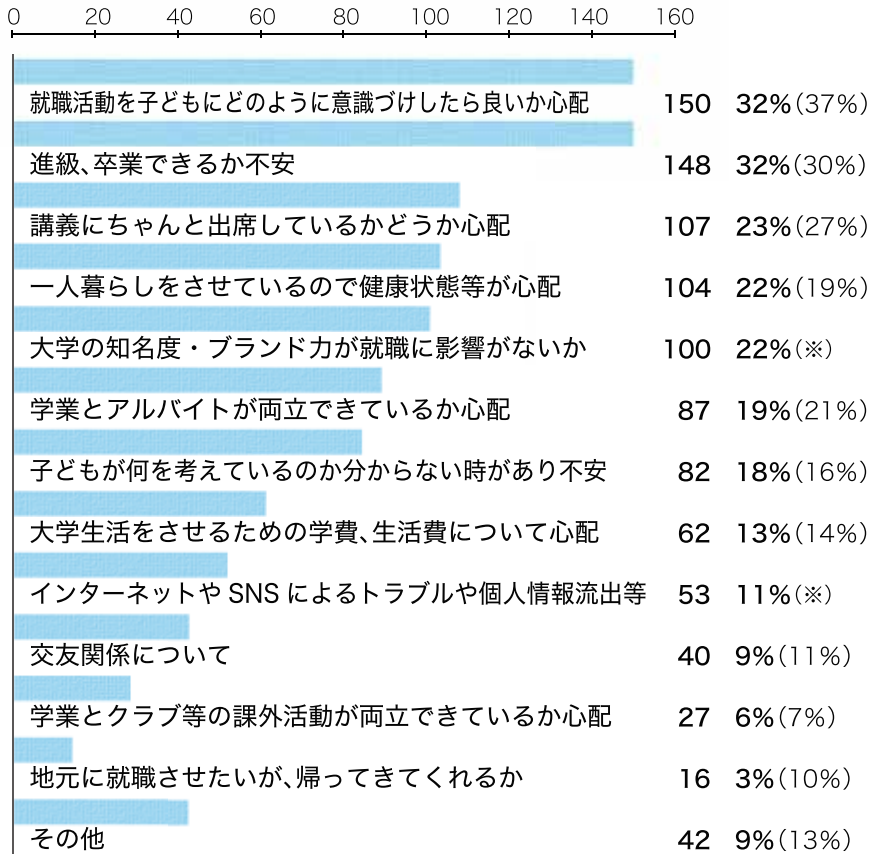 0 20 40 60 80 100 120 140 160
就職活動を子どもにどのように意識づけしたら良いか心配 150 32%(37%)
進級、卒業できるか不安 148 32%(30%)
講義にちゃんと出席しているかどうか心配 107 23%(27%)
一人暮らしをさせているので健康状態等が心配 104 22%(19%)
大学の知名度・ブランド力が就職に影響がないか 100 22%(※)
学業とアルバイトが両立できているか心配 87 19%(21%)
子どもが何を考えているのか分からない時があり不安 82 18%(16%)
大学生活をさせるための学費、生活費について心配 62 13%(14%)
インターネットや SNS によるトラブルや個人情報流出等 53 11%(※)
交友関係について 40 9%(11%)
学業とクラブ等の課外活動が両立できているか心配 27 6%(7%)
地元に就職させたいが、帰ってきてくれるか 16 3%(10%)
その他 42 9%(13%)